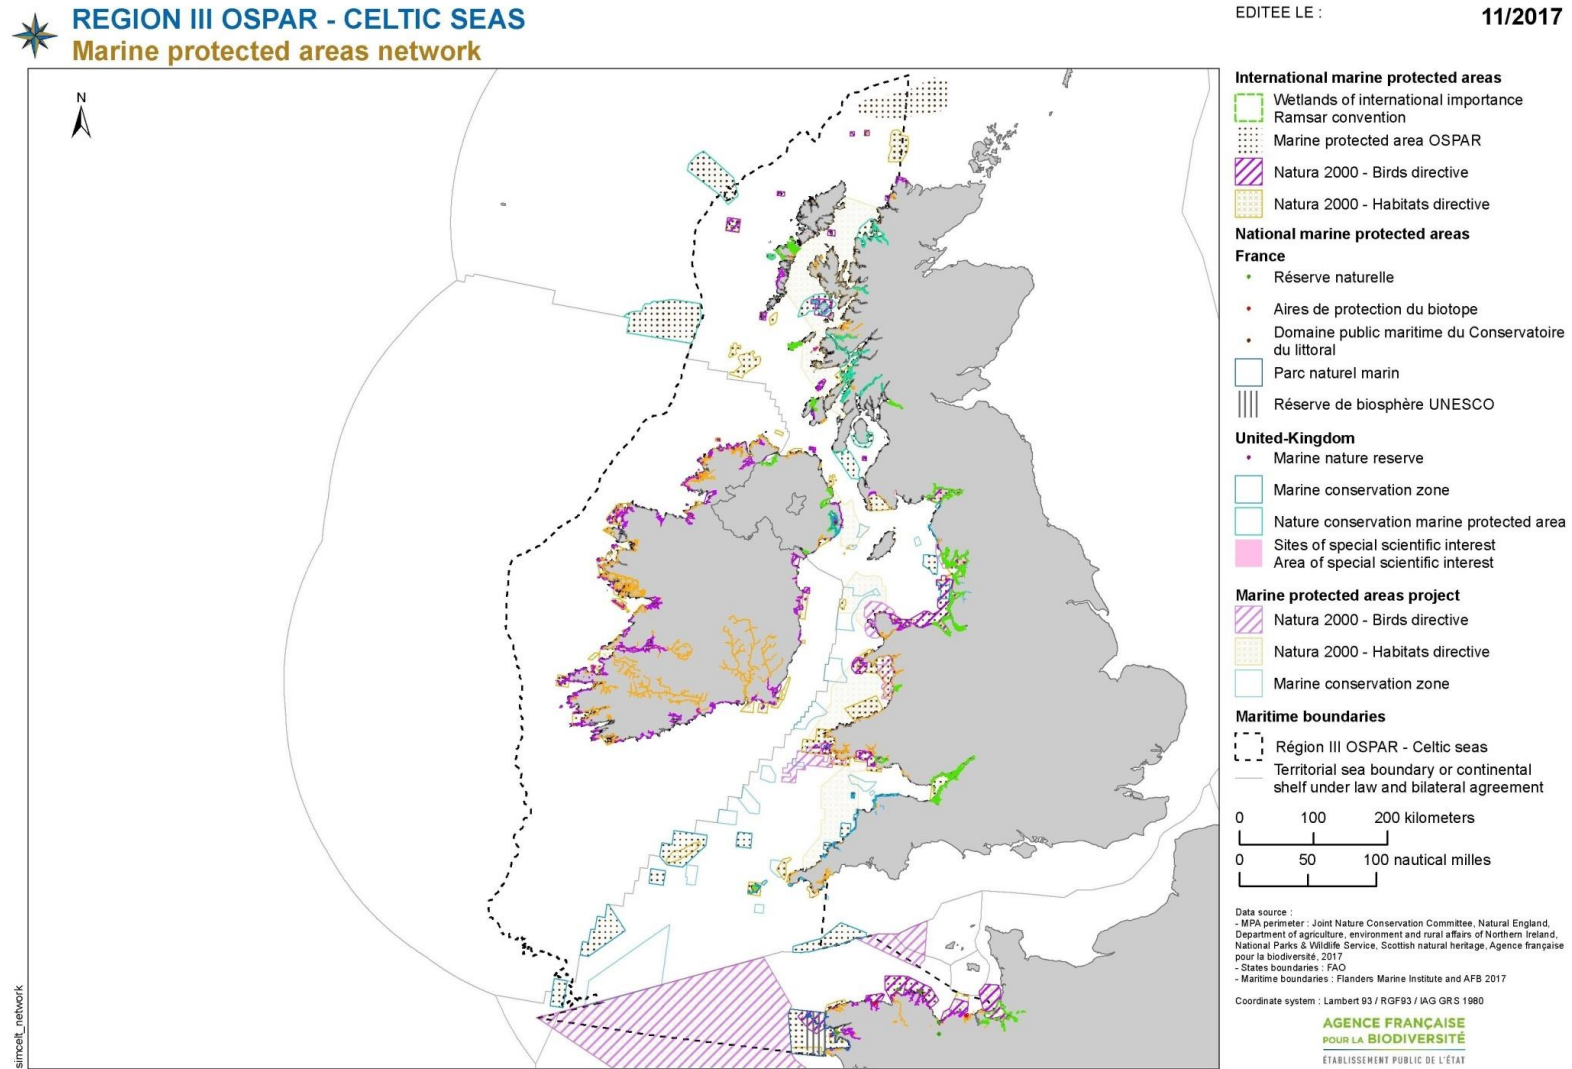 REGION III OSPAR - CELTIC SEAS
Marine protected areas network
EDITEE LE :
11/2017
N
International marine protected areas
Wetlands of international importance
Ramsar convention
Marine protected area OSPAR
Natura 2000 - Birds directive
Natura 2000 - Habitats directive
National marine protected areas
France
Réserve naturelle
Aires de protection du biotope
Domaine public maritime du Conservatoire
du littoral
Parc naturel marin
Réserve de biosphère UNESCO
United-Kingdom
Marine nature reserve
Marine conservation zone
Nature conservation marine protected area
Sites of special scientific interest
Area of special scientific interest
Marine protected areas project
Natura 2000 - Birds directive
Natura 2000 - Habitats directive
Marine conservation zone
Maritime boundaries
Région III OSPAR - Celtic seas
Territorial sea boundary or continental
shelf under law and bilateral agreement
0 100 200 kilometers
0 50 100 nautical milles
Data source :
- MPA perimeter : Joint Nature Conservation Committee, Natural England,
Department of agriculture, environment and rural affairs of Northern Ireland,
National Parks & Wildlife Service, Scottish natural heritage, Agence française
pour la biodiversité, 2017
- States boundaries : FAO
- Maritime boundaries : Flanders Marine Institute and AFB 2017
Coordinate system : Lambert 93 / RGF93 / IAG GRS 1980
AGENCE FRANÇAISE
POUR LA BIODIVERSITÉ
ÉTABLISSEMENT PUBLIC DE L'ÉTAT
simcelt_network